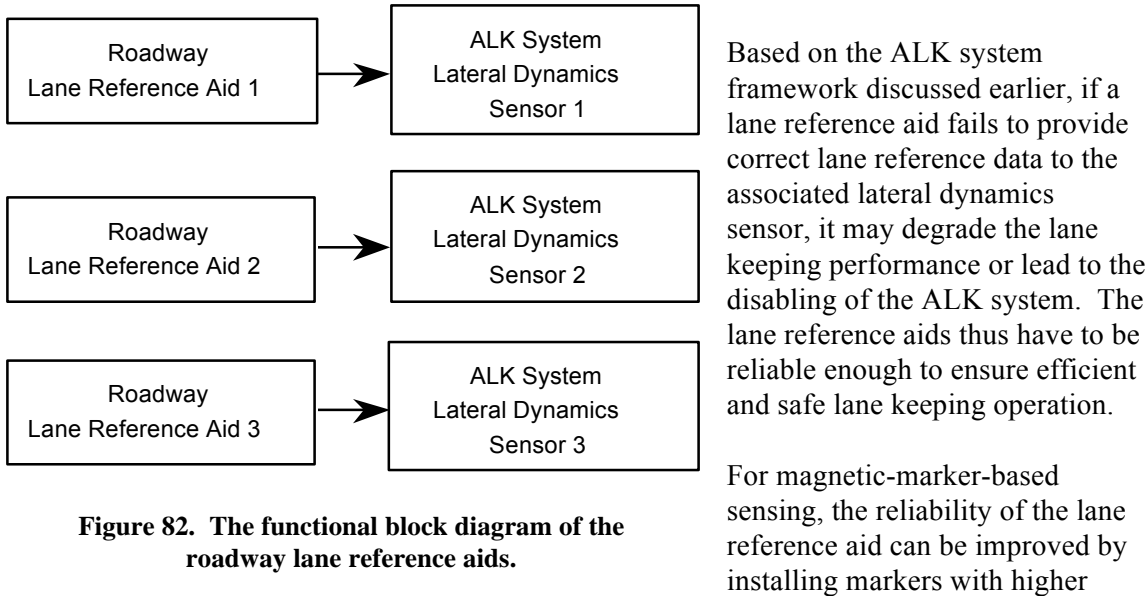 Roadway
Lane Reference Aid 1
ALK System
Lateral Dynamics
Sensor 1
Roadway
Lane Reference Aid 2
ALK System
Lateral Dynamics
Sensor 2
Roadway
Lane Reference Aid 3
ALK System
Lateral Dynamics
Sensor 3
Figure 82.  The functional block diagram of the
roadway lane reference aids.
Based on the ALK system
framework discussed earlier, if a
lane reference aid fails to provide
correct lane reference data to the
associated lateral dynamics
sensor, it may degrade the lane
keeping performance or lead to the
disabling of the ALK system.  The
lane reference aids thus have to be
reliable enough to ensure efficient
and safe lane keeping operation.
For magnetic-marker-based
sensing, the reliability of the lane
reference aid can be improved by
installing markers with higher